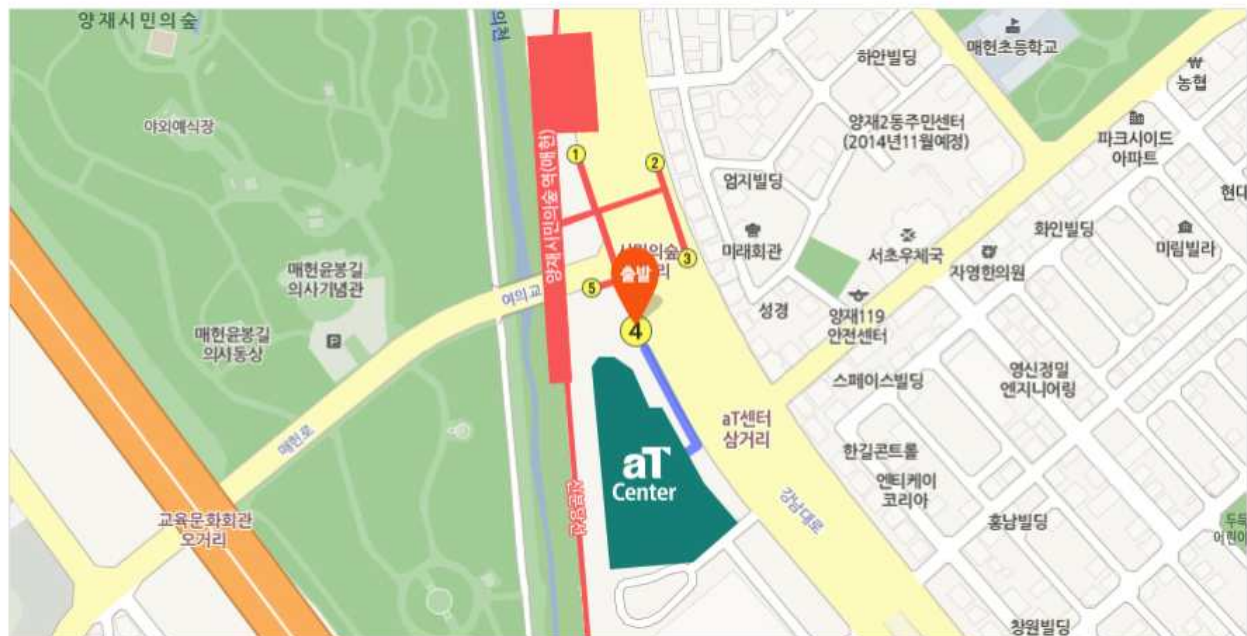 양재시민의숲
의천
매헌초등학교
하안빌딩
농협
야외예식장
양재2동주민센터
(2014년11월예정)
파크사이드
아파트
1
2
엄지빌딩
현대
양재시민의숲역(매헌)
화인빌딩
미래회관
서초우체국
미림빌라
3
자영한의원
매헌윤봉길
의사기념관
출발
여의교
5
성경
양재119
안전센터
4
매헌윤봉길
의사동상
P
영신정밀
엔지니어링
스페이스빌딩
aT센터
삼거리
매헌로
한길콘트롤
aT
Center
엔티케이
코리아
신분당선
강남대로
교육문화회관
오거리
홍남빌딩
어린이
창원빌딩